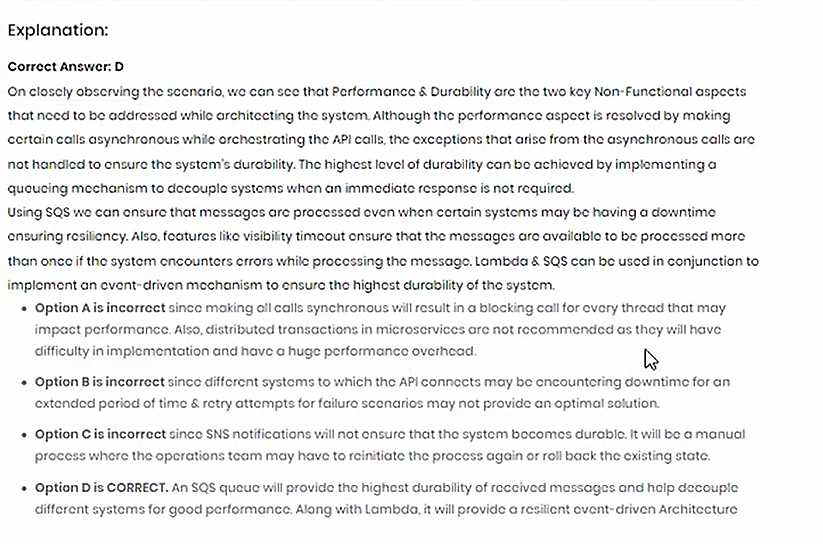 Explanation:
Correct Answer: D
On closely observing the scenario, we can see that Performance & Durability are the two key Non-Functional aspects
that need to be addressed while architecting the system. Although the performance aspect is resolved by making
certain calls asynchronous while orchestrating the API calls, the exceptions that arise from the asynchronous calls are
not handled to ensure the system's durability. The highest level of durability can be achieved by implementing a
queueing mechanism to decouple systems when an immediate response is not required.
Using SQS we can ensure that messages are processed even when certain systems may be having a downtime
ensuring resiliency. Also, features like visibility timeout ensure that the messages are available to be processed more
than once if the system encounters errors while processing the message. Lambda & SQS can be used in conjunction to
implement an event-driven mechanism to ensure the highest durability of the system.
• Option A is incorrect since making all calls synchronous will result in a blocking call for every thread that may
impact performance. Also, distributed transactions in microservices are not recommended as they will have
difficulty in implementation and have a huge performance overhead.
• Option B is incorrect since different systems to which the API connects may be encountering downtime for an
extended period of time & retry attempts for failure scenarios may not provide an optimal solution.
• Option C is incorrect since SNS notifications will not ensure that the system becomes durable. It will be a manual
process where the operations team may have to reinitiate the process again or roll back the existing state.
• Option D is CORRECT. An SQS queue will provide the highest durability of received messages and help decouple
different systems for good performance. Along with Lambda, it will provide a resilient event-driven Architecture